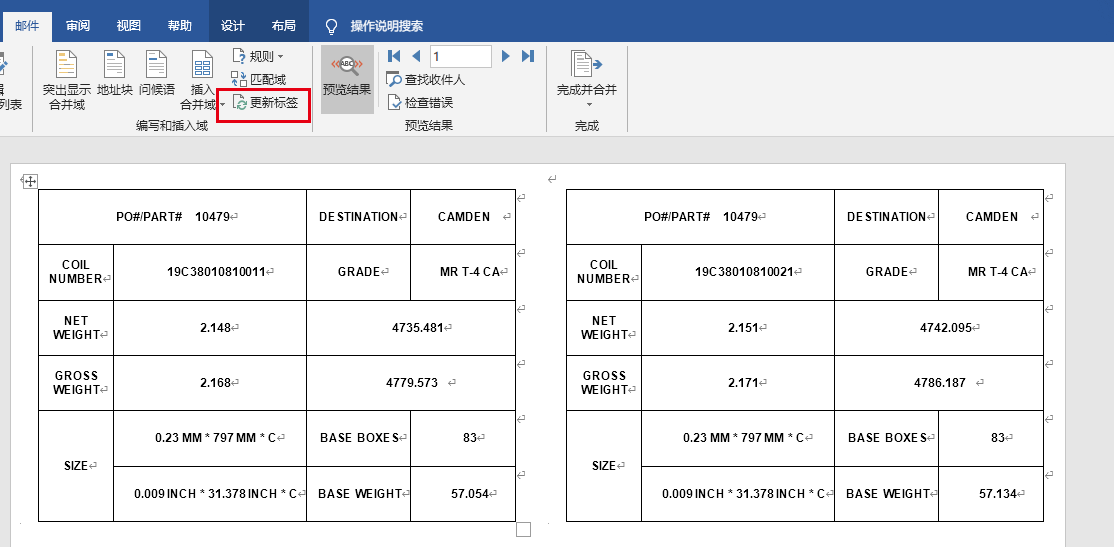 邮件 审阅 视图 帮助 设计 布局 操作说明搜索
列表
突出显示
合并域
地址块
问候语
插入
合并域
规则
匹配域
更新标签
编写和插入域
ABC
预览结果
1
查找收件人
检查错误
预览结果
完成并合并
完成
PO#/PART# 10479 DESTINATION CAMDEN
COIL
NUMBER
19C38010810011 GRADE MR T-4 CA
NET
WEIGHT
2.148 4735.481
GROSS
WEIGHT
2.168 4779.573
SIZE
0.23 MM * 797 MM * C BASE BOXES 83
0.009 INCH * 31.378 INCH * C BASE WEIGHT 57.054
PO#/PART# 10479 DESTINATION CAMDEN
COIL
NUMBER
19C38010810021 GRADE MR T-4 CA
NET
WEIGHT
2.151 4742.095
GROSS
WEIGHT
2.171 4786.187
SIZE
0.23 MM * 797 MM * C BASE BOXES 83
0.009 INCH * 31.378 INCH * C BASE WEIGHT 57.134